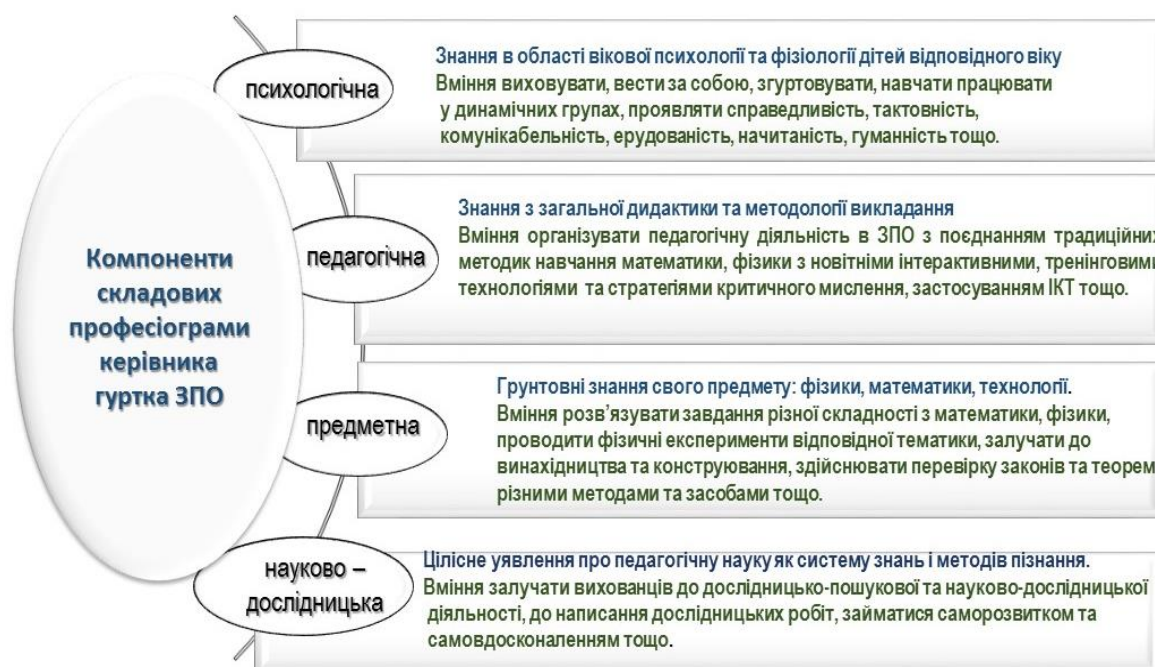 Компоненти
складових
професіограми
керівника
гуртка ЗПО
психологічна
Знання в області вікової психології та фізіології дітей відповідного віку
Вміння виховувати, вести за собою, згуртовувати, навчати працювати
у динамічних групах, проявляти справедливість, тактовність,
комунікабельність, ерудованість, начитаність, гуманність тощо.
педагогічна
Знання з загальної дидактики та методології викладання
Вміння організувати педагогічну діяльність в ЗПО з поєднанням традиційних
методик навчання математики, фізики з новітніми інтерактивними, тренінговими
технологіями та стратегіями критичного мислення, застосуванням ІКТ тощо.
предметна
Грунтовні знання свого предмету: фізики, математики, технології.
Вміння розв’язувати завдання різної складності з математики, фізики,
проводити фізичні експерименти відповідної тематики, залучати до
винахідництва та конструювання, здійснювати перевірку законів та теорем
різними методами та засобами тощо.
науково –
дослідницька
Цілісне уявлення про педагогічну науку як систему знань і методів пізнання.
Вміння залучати вихованців до дослідницько-пошукової та науково-дослідницької
діяльності, до написання дослідницьких робіт, займатися саморозвитком та
самовдосконаленням тощо.